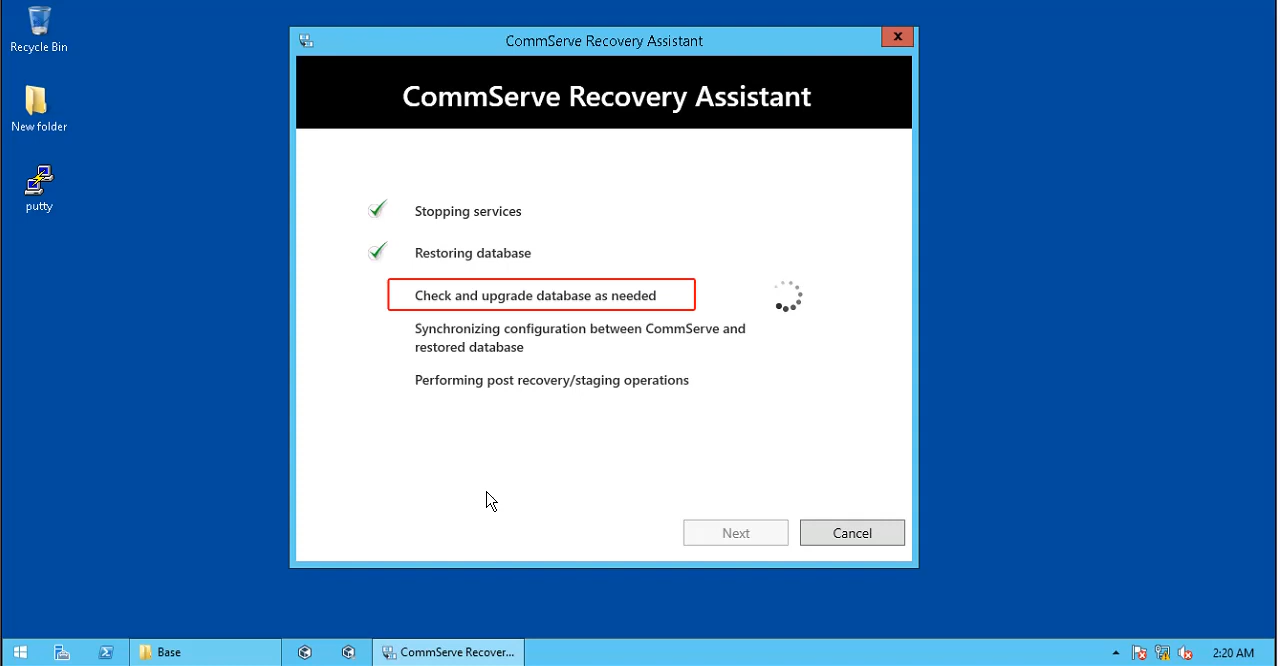 Recycle Bin
New folder
putty
CommServe Recovery Assistant
x
CommServe Recovery Assistant
Stopping services
Restoring database
Check and upgrade database as needed
Synchronizing configuration between CommServe and
restored database
Performing post recovery/staging operations
Next
Cancel
Base
CommServe Recover...
2:20 AM